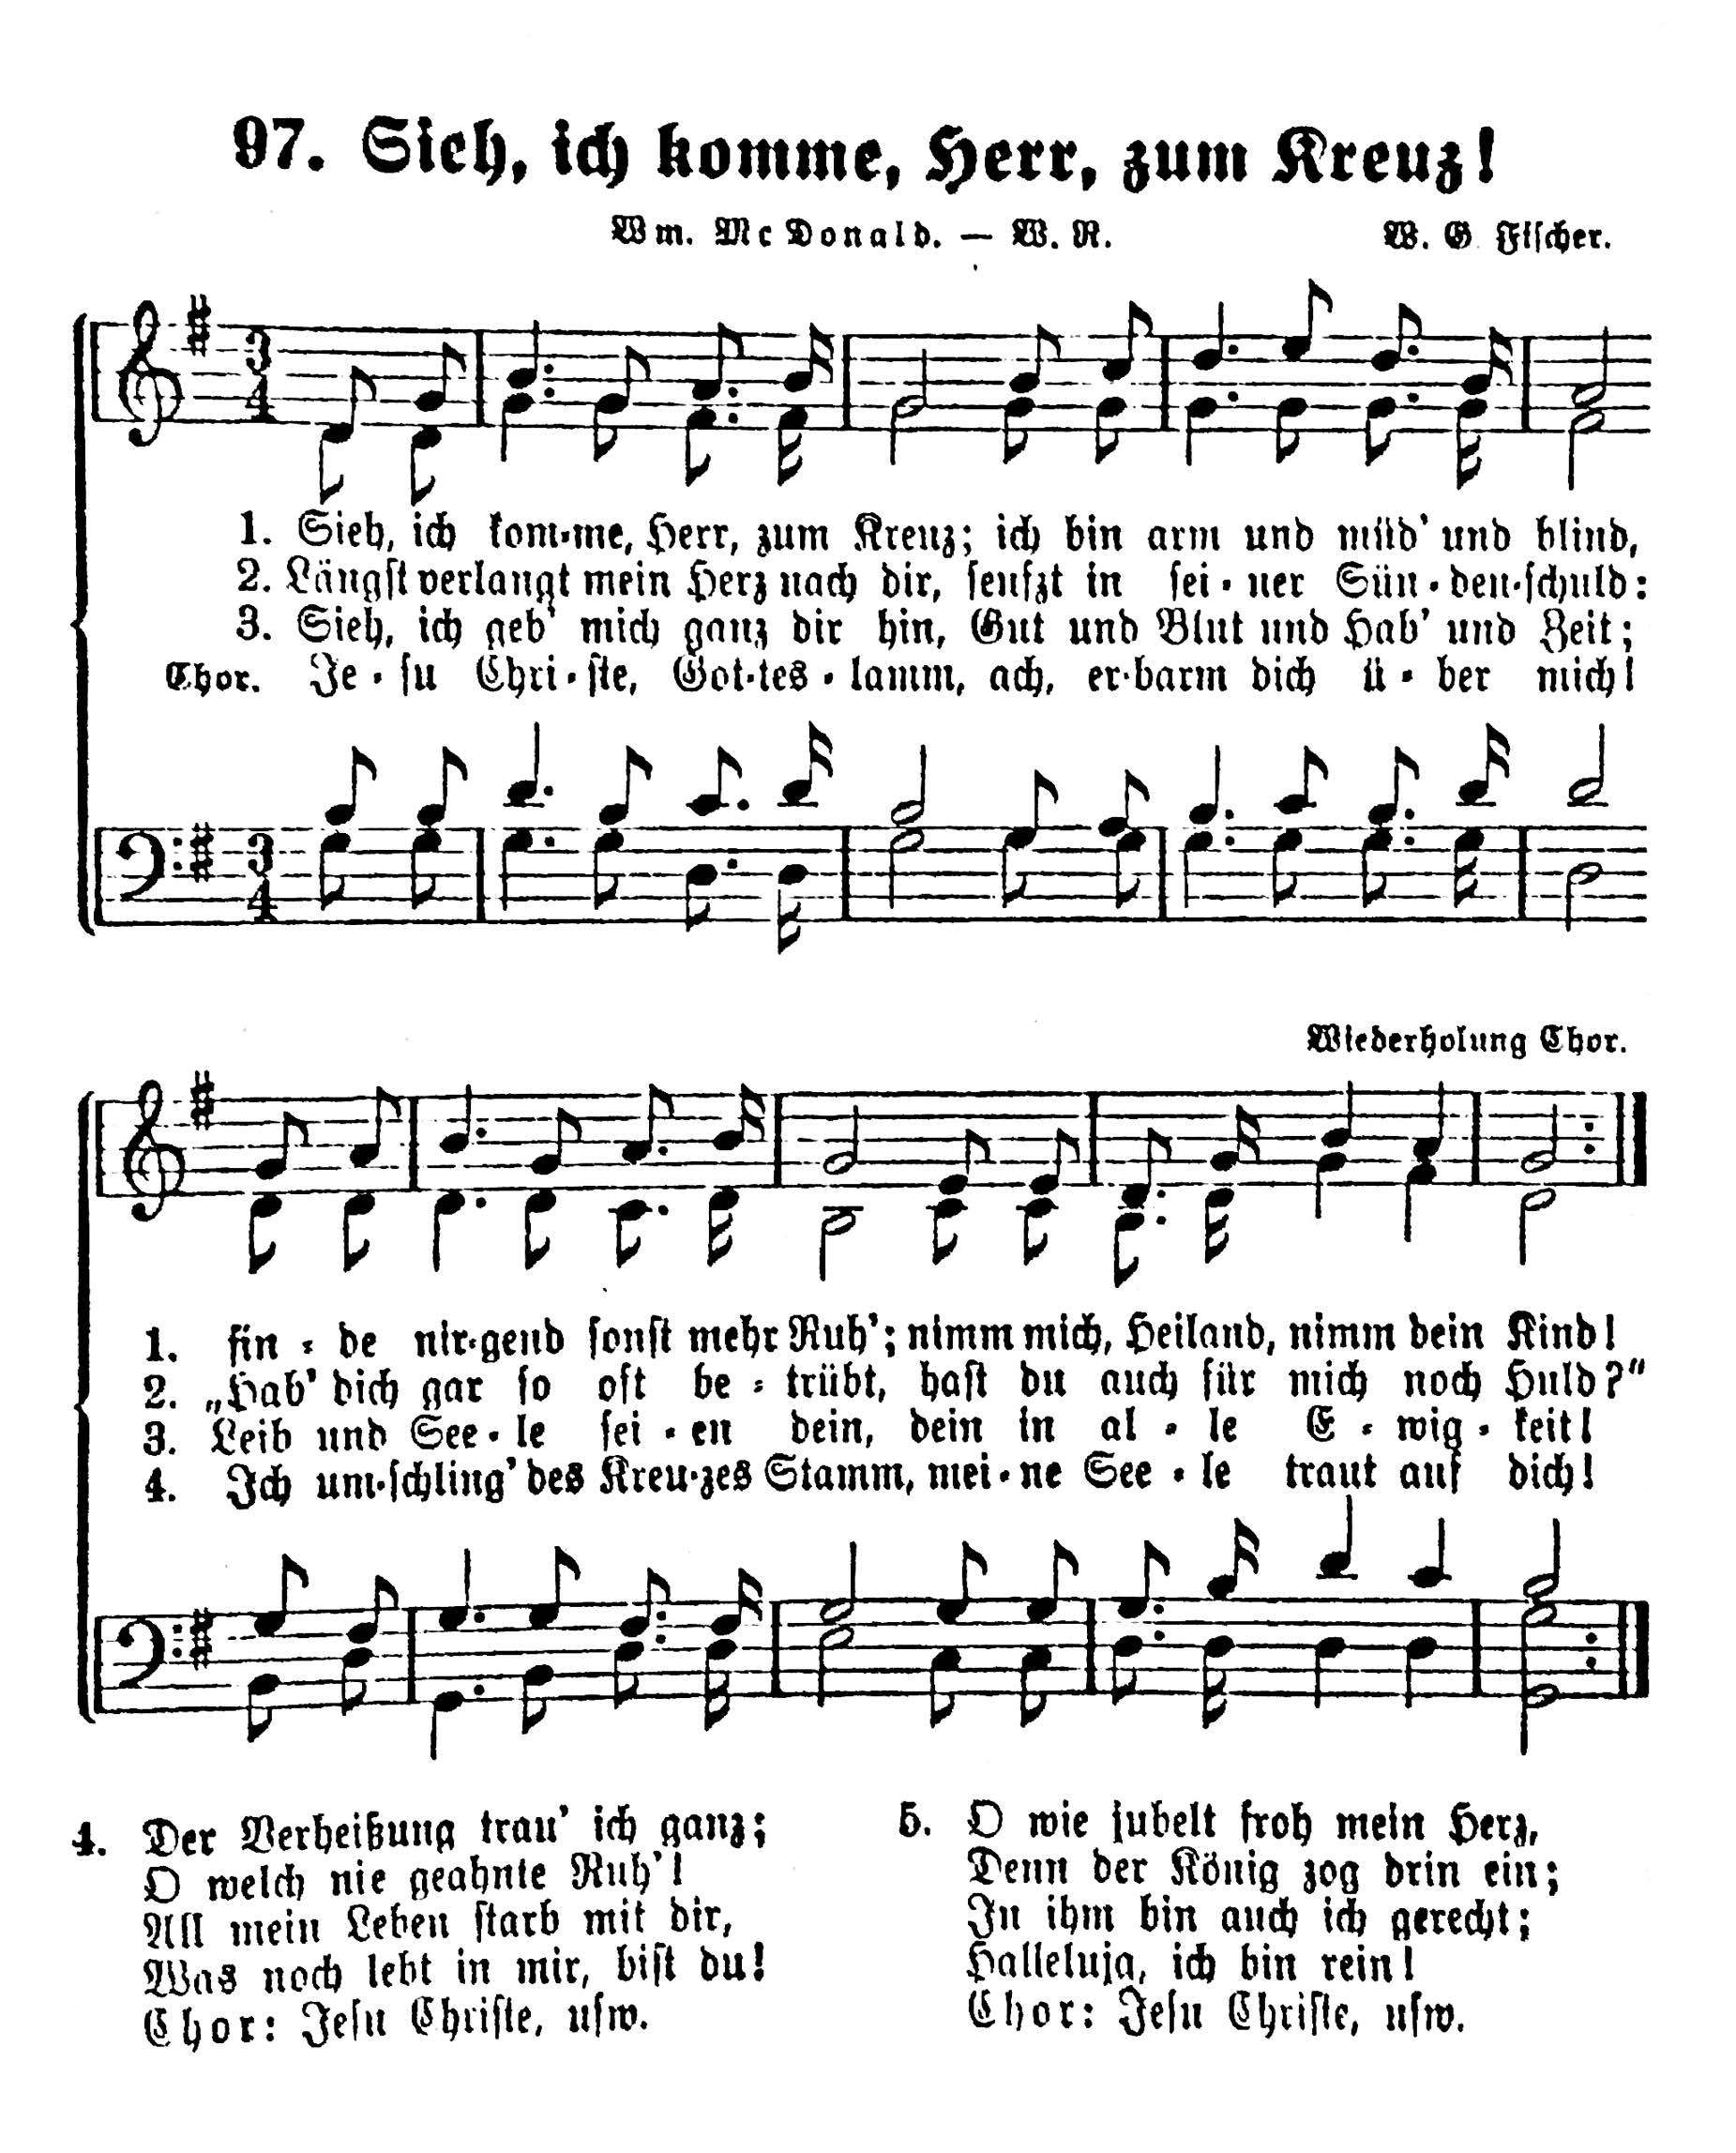 97. Sieh, ich komme, Herr, zum Kreuz!
Wm. McDonald. — W. R.
W. G. Fischer.
3
4
1. Sieh, ich kom-me, Herr, zum Kreuz; ich bin arm und müd' und blind,
2. Längst verlangt mein Herz nach dir, seufzt in sei-ner Sün-den-schuld:
3. Sieh, ich geb' mich ganz dir hin, Gut und Blut und Hab' und Zeit;
Chor. Je-su Chri-ste, Got-tes-lamm, ach, er-barm dich ü-ber mich!
3
4
Wiederholung Chor.
1. fin-de nir-gend sonst mehr Ruh'; nimm mich, Heiland, nimm dein Kind!
2. „Hab' dich gar so oft be-trübt, hast du auch für mich noch Huld?“
3. Leib und See-le sei-en dein, dein in al-le E-wig-keit!
4. Ich um-schling' des Kreu-zes Stamm, mei-ne See-le traut auf dich!
4. Der Verheißung trau' ich ganz;
O welch nie geahnte Ruh'!
All mein Leben starb mit dir,
Was noch lebt in mir, bist du!
Chor: Jesu Christe, usw.
5. O wie jubelt froh mein Herz,
Denn der König zog drin ein;
In ihm bin auch ich gerecht;
Halleluja, ich bin rein!
Chor: Jesu Christe, usw.